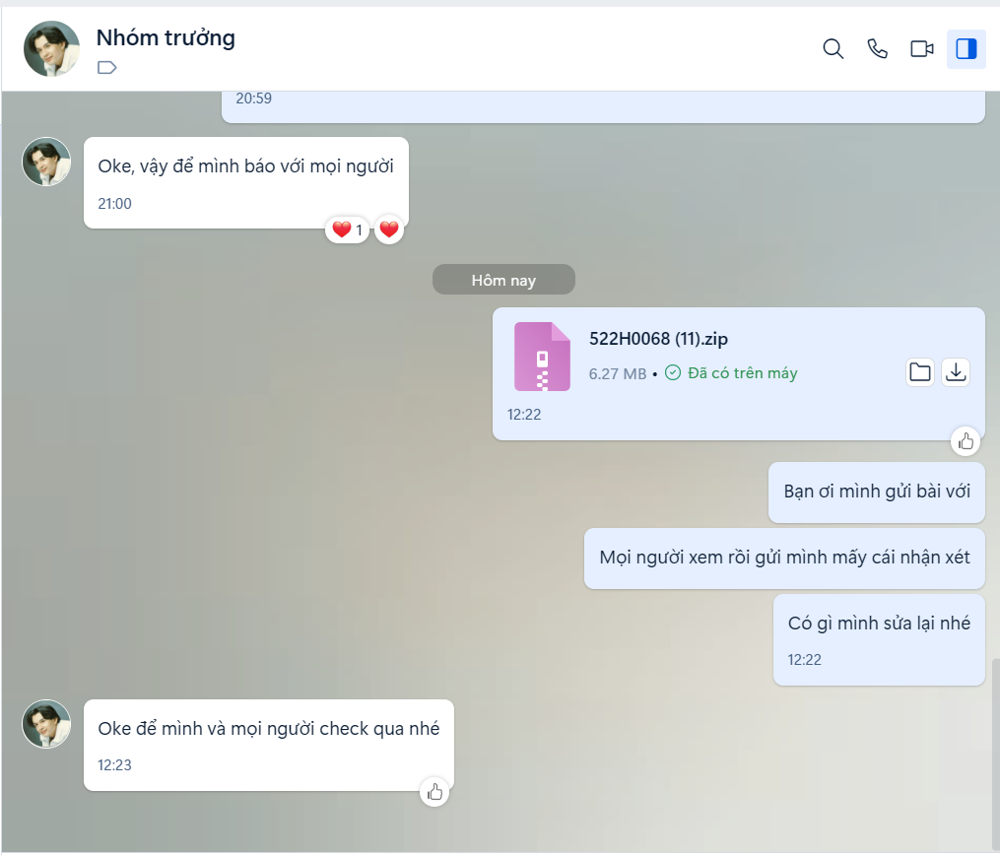 Nhóm trưởng
20:59
Oke, vậy để mình báo với mọi người
21:00
1
Hôm nay
522H0068 (11).zip
6.27 MB • Đã có trên máy
12:22
Bạn ơi mình gửi bài với
Mọi người xem rồi gửi mình mấy cái nhận xét
Có gì mình sửa lại nhé
12:22
Oke để mình và mọi người check qua nhé
12:23